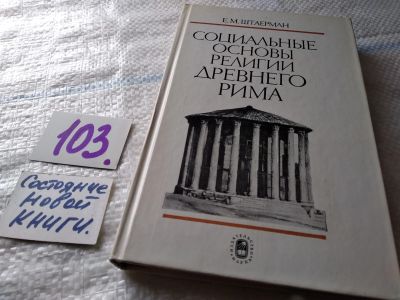 Е. М. ШТАЕРМАН
СОЦИАЛЬНЫЕ
ОСНОВЫ
РЕЛИГИИ
ДРЕВНЕГО
РИМА
103.
Состояние
новой
книги.